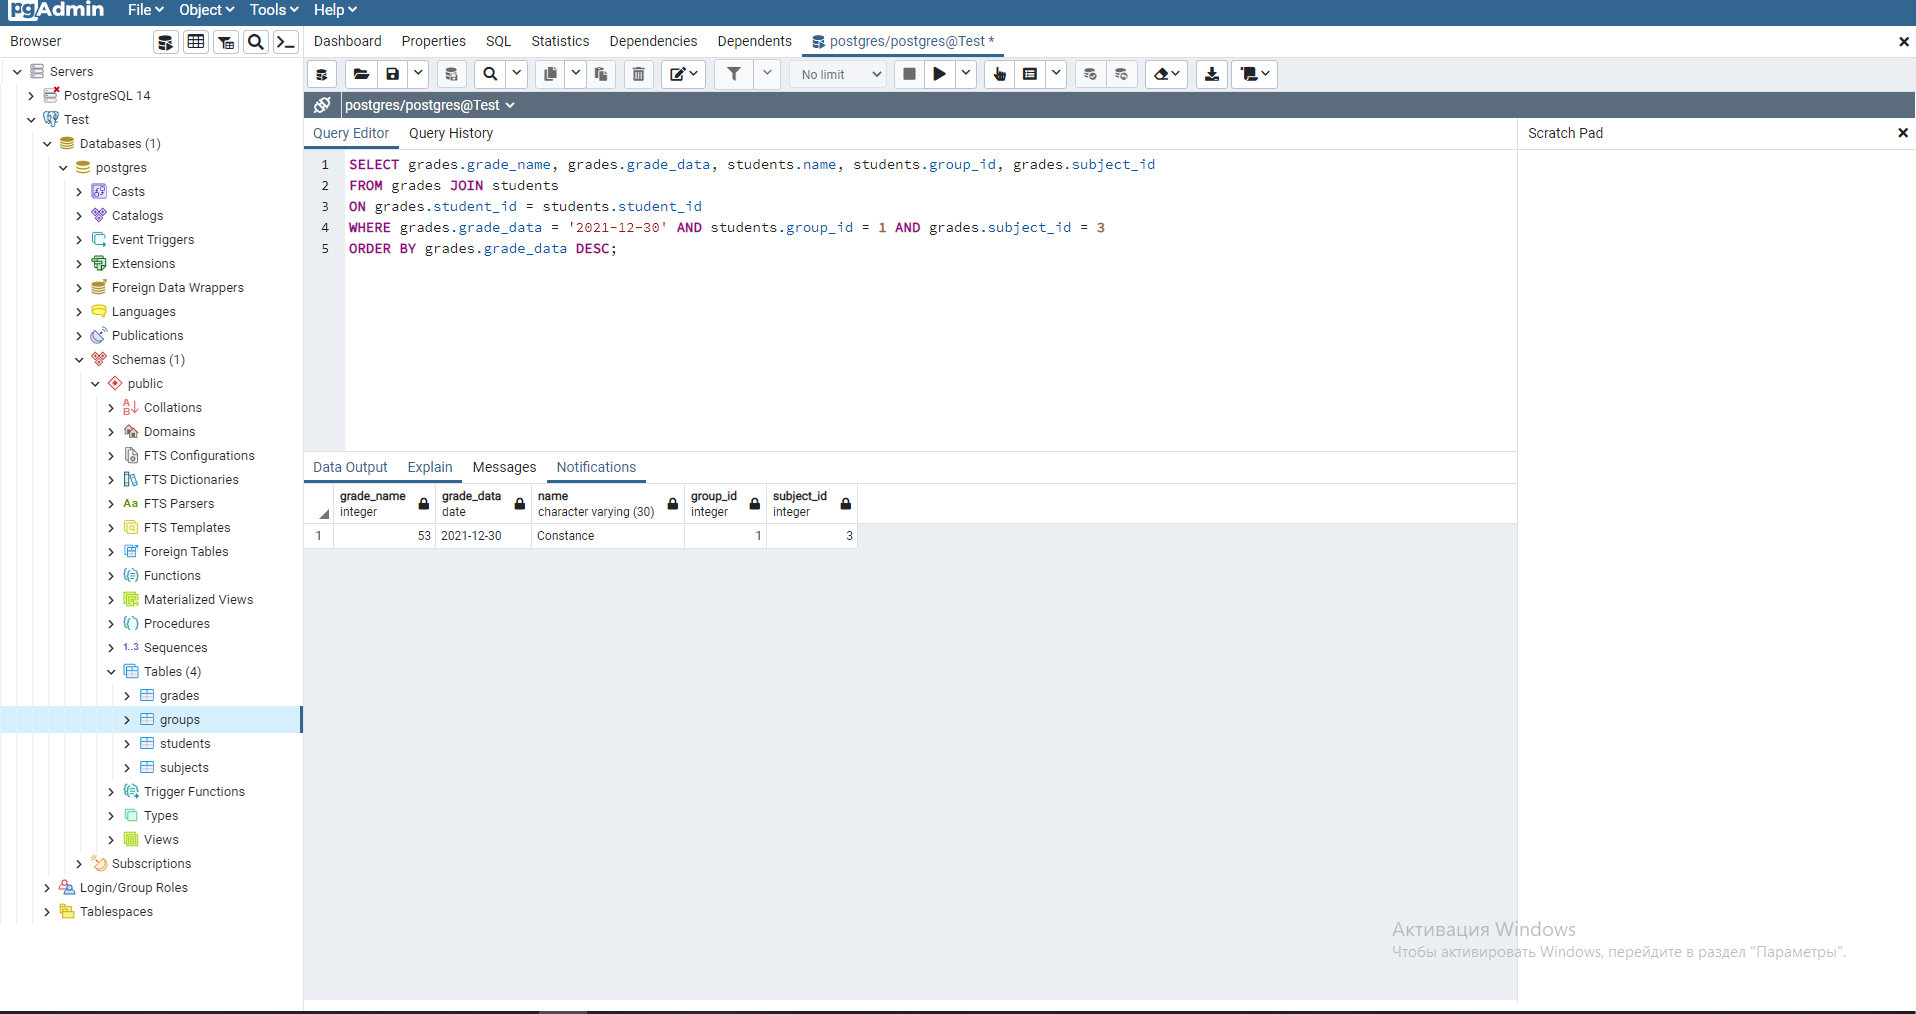 pgAdmin File Object Tools Help
Browser
Dashboard Properties SQL Statistics Dependencies Dependents postgres/postgres@Test *
No limit
postgres/postgres@Test
Query Editor Query History
Scratch Pad
Servers
PostgreSQL 14
Test
Databases (1)
postgres
Casts
Catalogs
Event Triggers
Extensions
Foreign Data Wrappers
Languages
Publications
Schemas (1)
public
Collations
Domains
FTS Configurations
FTS Dictionaries
Aa FTS Parsers
FTS Templates
Foreign Tables
Functions
Materialized Views
Procedures
1..3 Sequences
Tables (4)
grades
groups
students
subjects
Trigger Functions
Types
Views
Subscriptions
Login/Group Roles
Tablespaces
1 SELECT grades.grade_name, grades.grade_data, students.name, students.group_id, grades.subject_id
2 FROM grades JOIN students
3 ON grades.student_id = students.student_id
4 WHERE grades.grade_data = '2021-12-30' AND students.group_id = 1 AND grades.subject_id = 3
5 ORDER BY grades.grade_data DESC;
Data Output Explain Messages Notifications
grade_name grade_data name group_id subject_id
integer date character varying (30) integer integer
1 53 2021-12-30 Constance 1 3
Активация Windows
Чтобы активировать Windows, перейдите в раздел "Параметры".